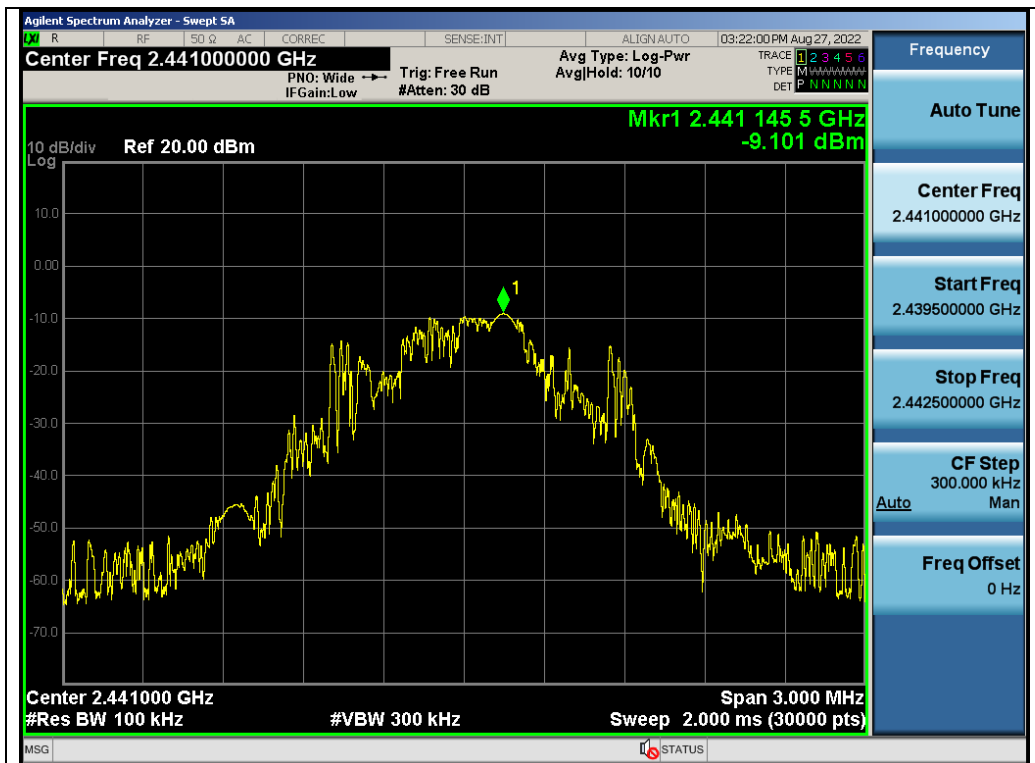 Agilent Spectrum Analyzer - Swept SA
LXI R RF 50 Ω AC CORREC SENSE:INT ALIGN AUTO 03:22:00 PM Aug 27, 2022
Center Freq 2.441000000 GHz
PNO: Wide
IFGain:Low
Trig: Free Run
#Atten: 30 dB
Avg Type: Log-Pwr
Avg|Hold: 10/10
TRACE 1 2 3 4 5 6
TYPE M
DET P N N N N N
Mkr1 2.441 145 5 GHz
-9.101 dBm
10 dB/div
Log
Ref 20.00 dBm
10.0
0.00
-10.0
-20.0
-30.0
-40.0
-50.0
-60.0
-70.0
1
Center 2.441000 GHz
Span 3.000 MHz
#Res BW 100 kHz
#VBW 300 kHz
Sweep 2.000 ms (30000 pts)
MSG
STATUS
Frequency
Auto Tune
Center Freq
2.441000000 GHz
Start Freq
2.439500000 GHz
Stop Freq
2.442500000 GHz
CF Step
300.000 kHz
Auto Man
Freq Offset
0 Hz